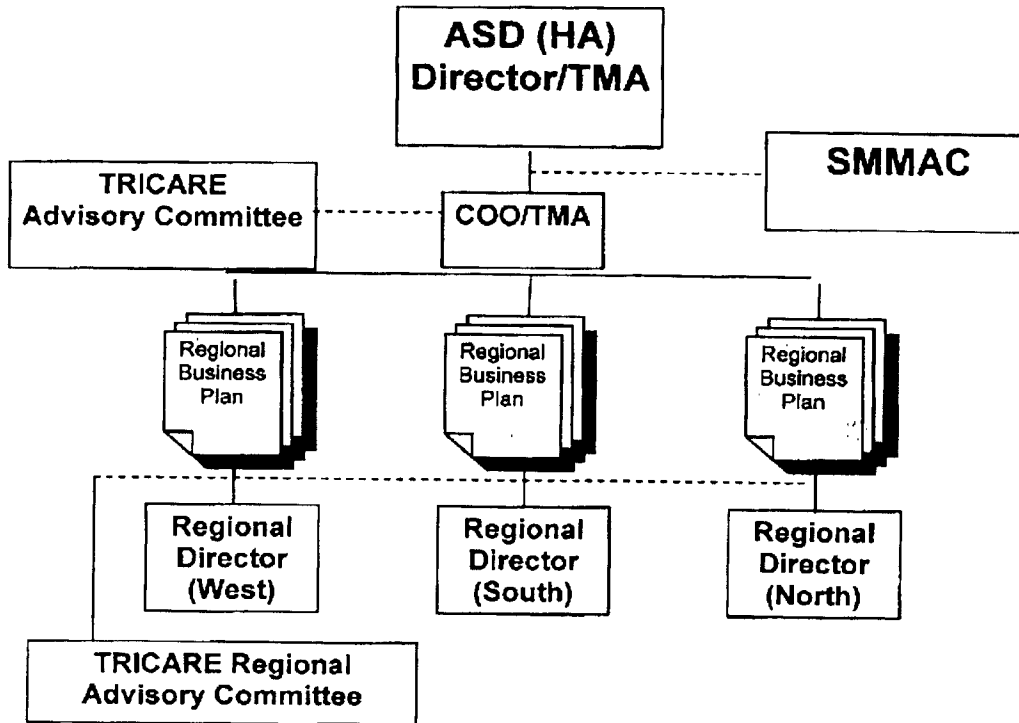 ASD (HA)
Director/TMA
SMMAC
TRICARE
Advisory Committee
COO/TMA
Regional
Business
Plan
Regional
Business
Plan
Regional
Business
Plan
Regional
Director
(West)
Regional
Director
(South)
Regional
Director
(North)
TRICARE Regional
Advisory Committee